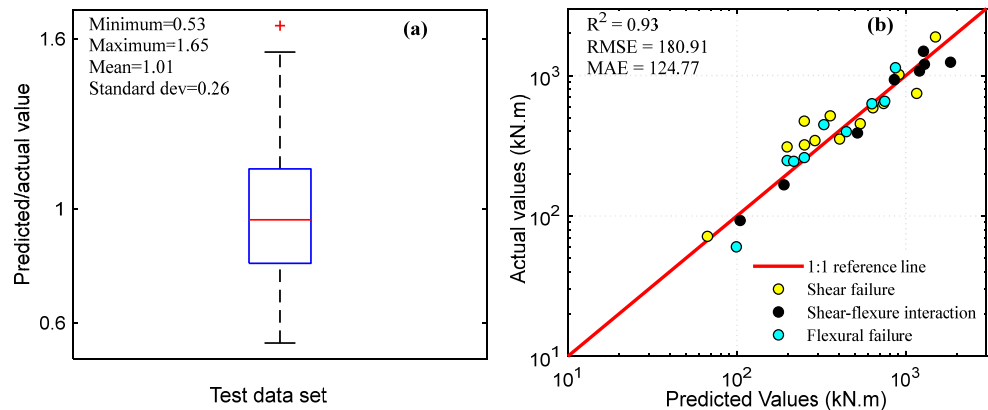 (a)
Minimum=0.53
Maximum=1.65
Mean=1.01
Standard dev=0.26
1.6
1
0.6
Predicted/actual value
Test data set
(b)
R² = 0.93
RMSE = 180.91
MAE = 124.77
10³
10²
10¹
Actual values (kN.m)
1:1 reference line
Shear failure
Shear-flexure interaction
Flexural failure
10¹ 10² 10³
Predicted Values (kN.m)